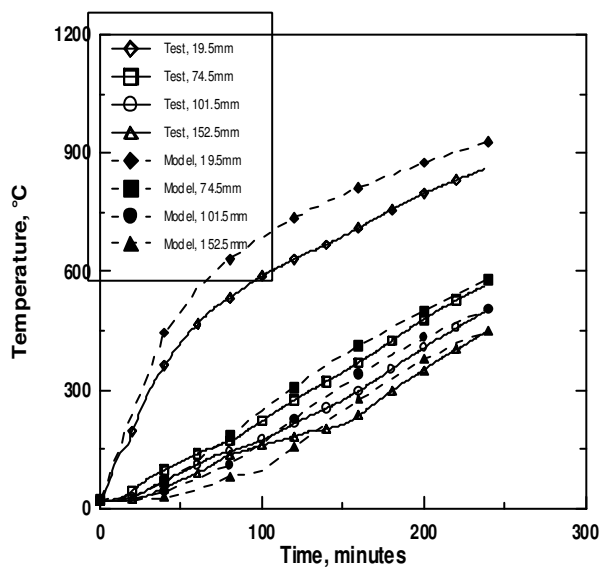 1200
900
600
300
0
Temperature, °C
Test, 19.5mm
Test, 74.5mm
Test, 101.5mm
Test, 152.5mm
Model, 19.5mm
Model, 74.5mm
Model, 101.5mm
Model, 152.5mm
0 100 200 300
Time, minutes